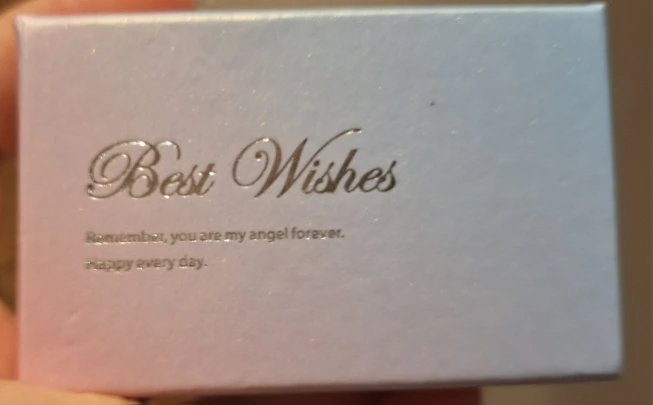 Best Wishes
Remember, you are my angel forever.
Happy every day.